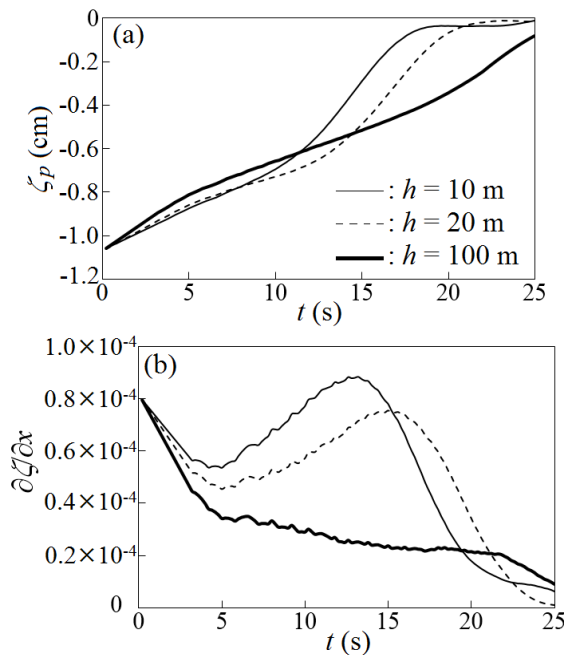 (a)
0
-0.2
-0.4
-0.6
-0.8
-1.0
-1.2
ζp (cm)
: h = 10 m
: h = 20 m
: h = 100 m
0 5 10 15 20 25
t (s)
(b)
1.0×10-4
0.8×10-4
0.6×10-4
0.4×10-4
0.2×10-4
0
∂ζ/∂x
0 5 10 15 20 25
t (s)